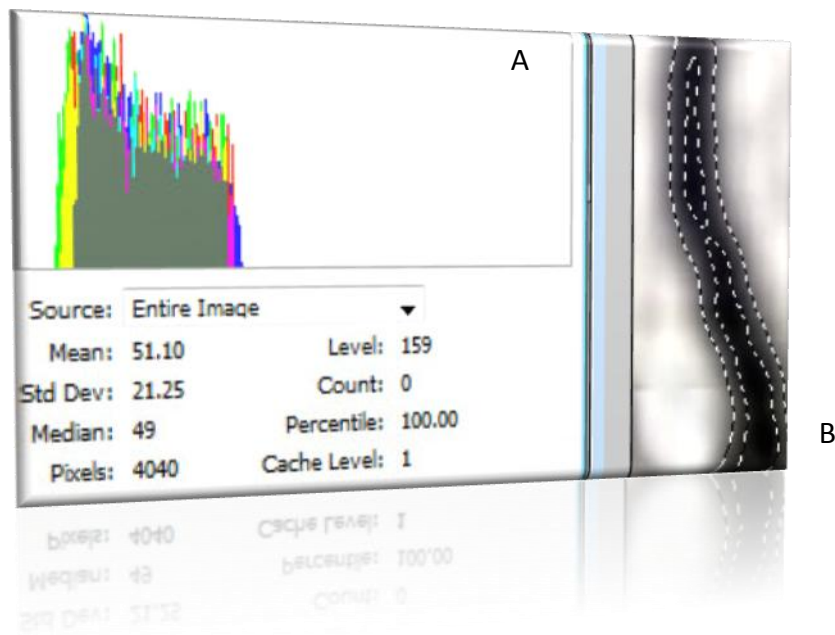 A
Source: Entire Image
Mean: 51.10 Level: 159
Std Dev: 21.25 Count: 0
Median: 49 Percentile: 100.00
Pixels: 4040 Cache Level: 1
B